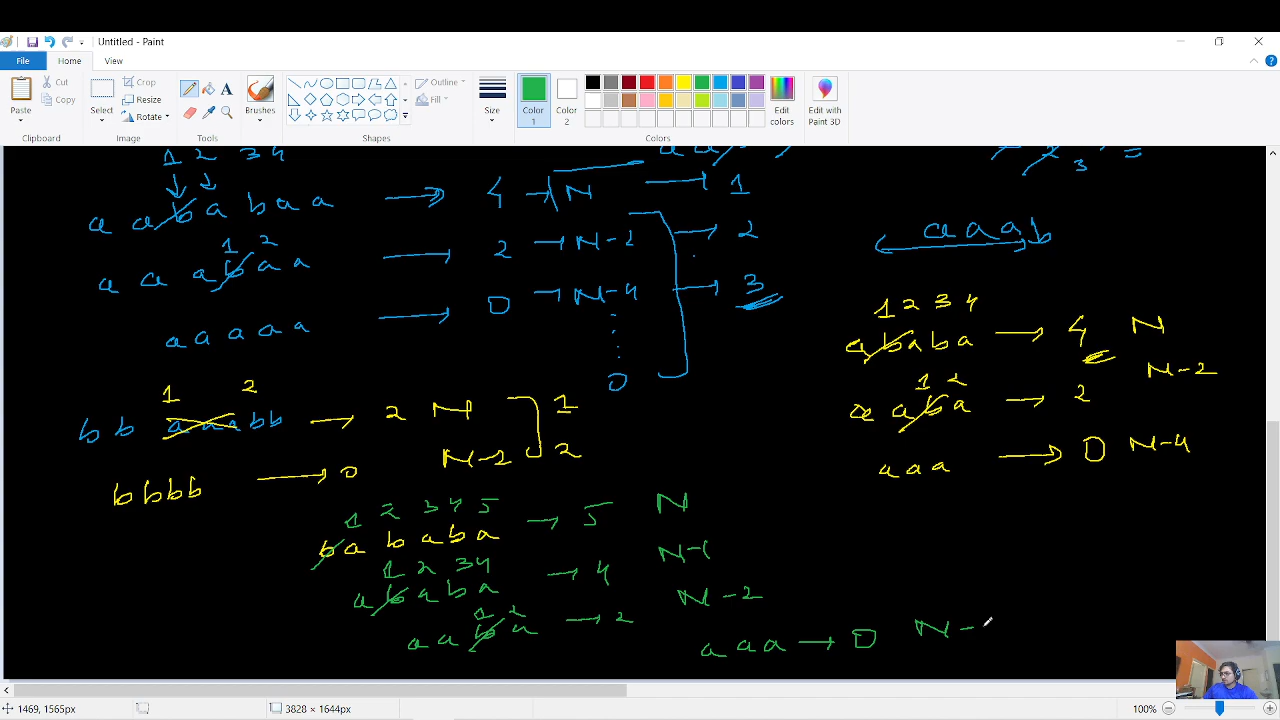 Untitled - Paint
File Home View
Cut
Copy
Paste
Clipboard
Select
Crop
Resize
Rotate
Image
Tools
Brushes
Shapes
Outline
Fill
Size
Color 1
Color 2
Colors
Edit colors
Edit with Paint 3D
1 2 3 4
a a b a b a a 4 N 1
1 2
a a a b a a 2 N-2 2
a a a a a 0 N-4 3
0
a a a b
1 2 3 4
a b a b a 4 N
N-2
1 2
a a b a 2
a a a 0 N-4
1 2
b b a a a b b 2 N 1
N-2 2
b b b b 0
1 2 3 4 5
b a b a b a 5 N
1 2 3 4
a b a b a 4 N-1
1 2
a a b a 2 N-2
a a a 0 N-
1469, 1565px
3828 × 1644px
100%